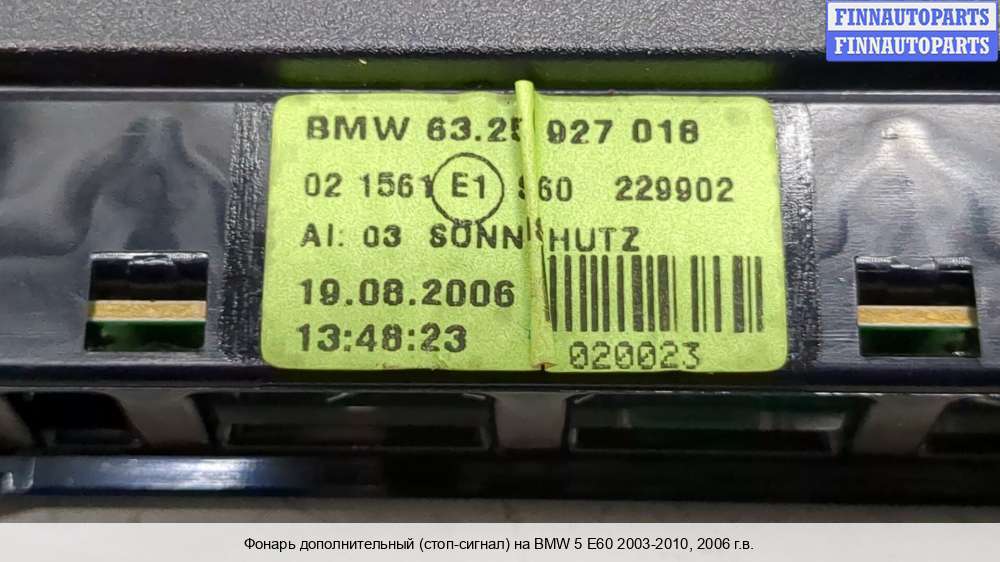 FINNAUTOPARTS
FINNAUTOPARTS
BMW 63.25 927 018
02 1561 E1 S60 229902
AI: 03 SONN HUTZ
19.08.2006
13:48:23
020023
Фонарь дополнительный (стоп-сигнал) на BMW 5 E60 2003-2010, 2006 г.в.